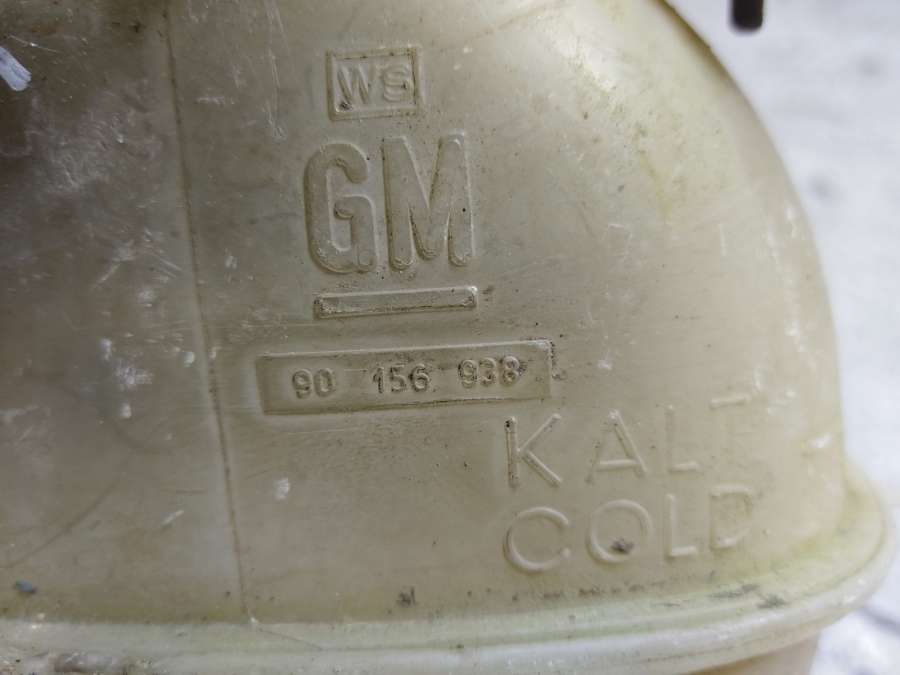 WS
GM
90 156 938
KALT
COLD